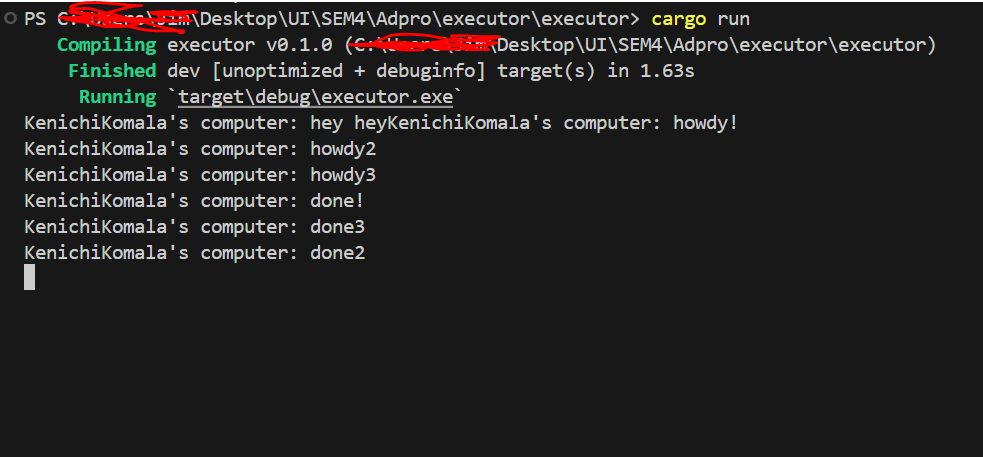 PS \Desktop\UI\SEM4\Adpro\executor\executor> cargo run
Compiling executor v0.1.0 (\Desktop\UI\SEM4\Adpro\executor\executor)
Finished dev [unoptimized + debuginfo] target(s) in 1.63s
Running `target\debug\executor.exe`
KenichiKomala's computer: hey heyKenichiKomala's computer: howdy!
KenichiKomala's computer: howdy2
KenichiKomala's computer: howdy3
KenichiKomala's computer: done!
KenichiKomala's computer: done3
KenichiKomala's computer: done2